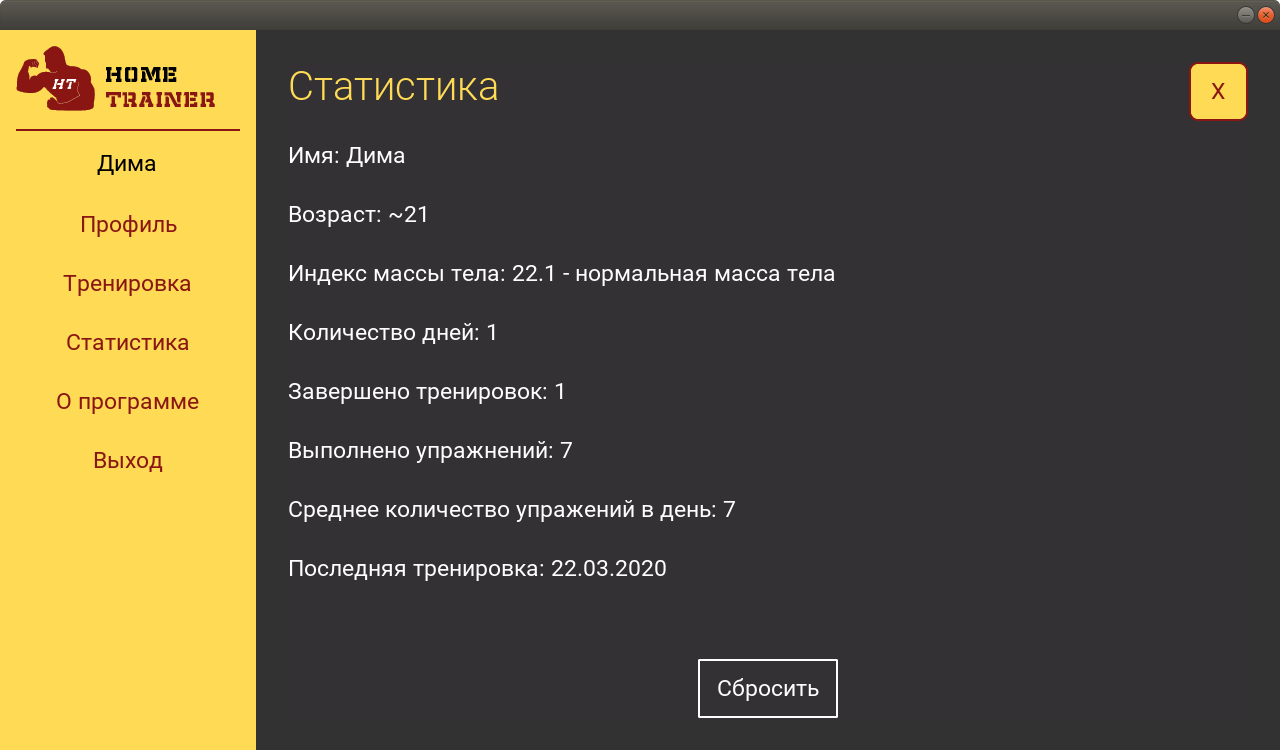 HT
HOME
TRAINER
Дима
Профиль
Тренировка
Статистика
О программе
Выход
Статистика
X
Имя: Дима
Возраст: ~21
Индекс массы тела: 22.1 - нормальная масса тела
Количество дней: 1
Завершено тренировок: 1
Выполнено упражнений: 7
Среднее количество упражений в день: 7
Последняя тренировка: 22.03.2020
Сбросить